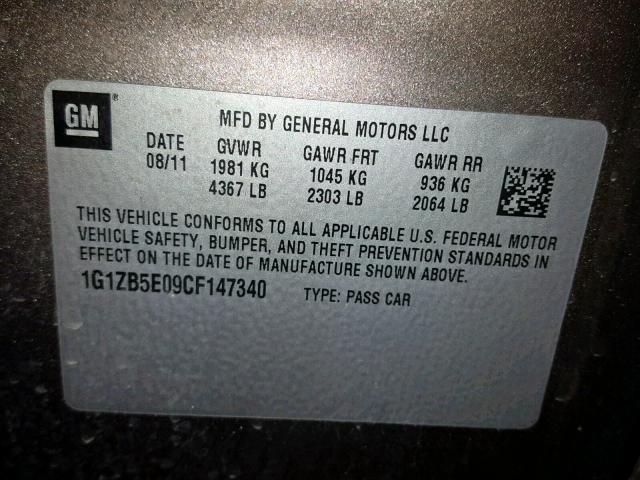 GM®
MFD BY GENERAL MOTORS LLC
DATE GVWR GAWR FRT GAWR RR
08/11 1981 KG 1045 KG 936 KG
4367 LB 2303 LB 2064 LB
THIS VEHICLE CONFORMS TO ALL APPLICABLE U.S. FEDERAL MOTOR
VEHICLE SAFETY, BUMPER, AND THEFT PREVENTION STANDARDS IN
EFFECT ON THE DATE OF MANUFACTURE SHOWN ABOVE.
1G1ZB5E09CF147340 TYPE: PASS CAR